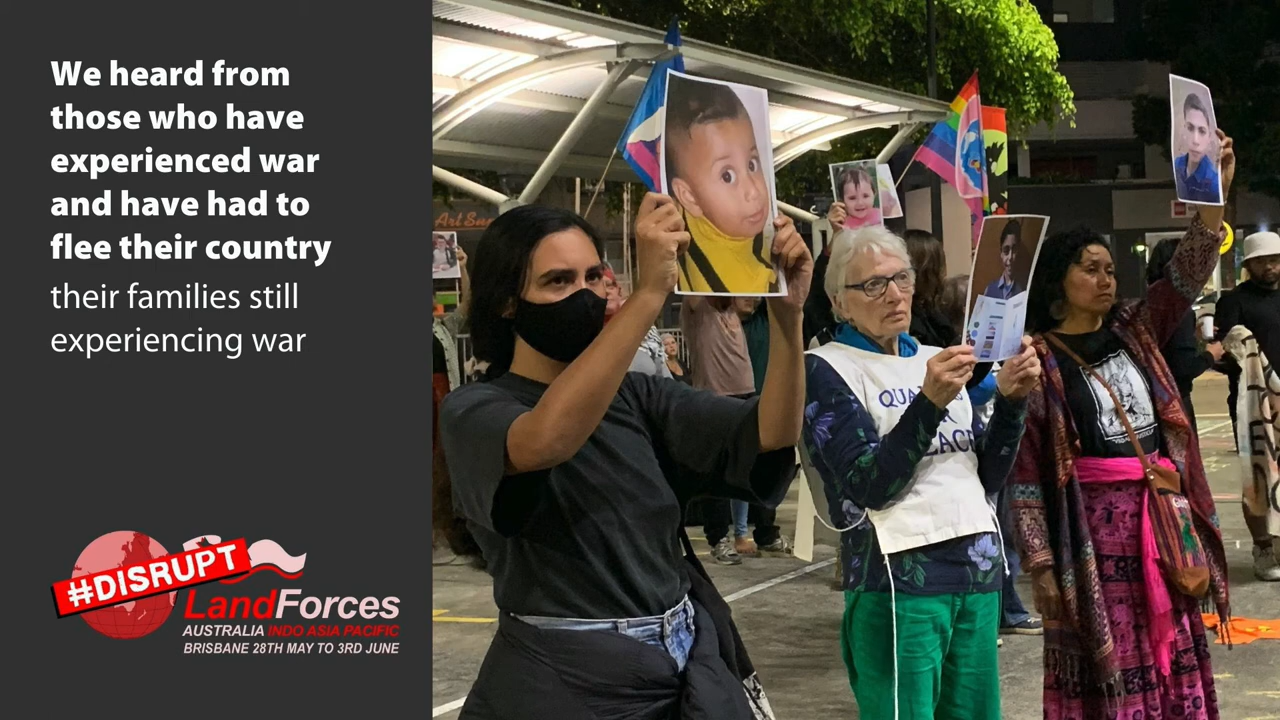 We heard from
those who have
experienced war
and have had to
flee their country
their families still
experiencing war
#DISRUPT
LandForces
AUSTRALIA INDO ASIA PACIFIC
BRISBANE 28TH MAY TO 3RD JUNE
Art